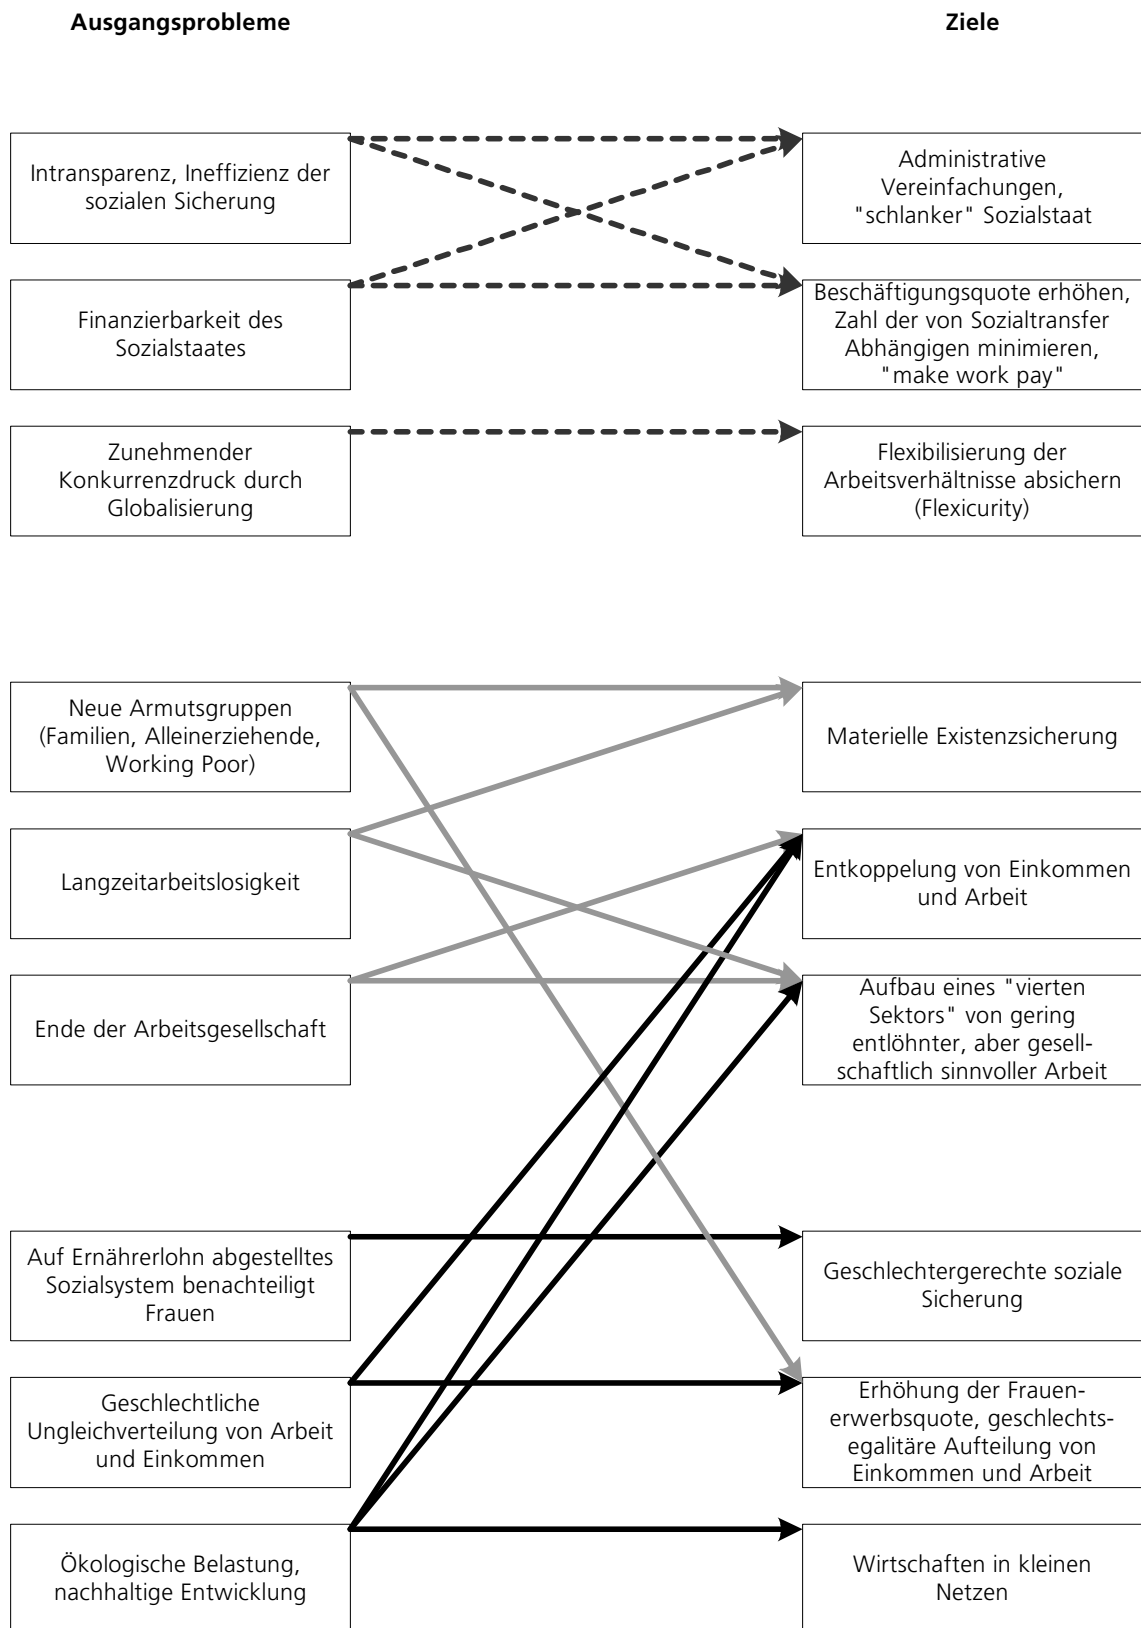 Ausgangsprobleme
Ziele
Intransparenz, Ineffizienz der
sozialen Sicherung
Administrative
Vereinfachungen,
"schlanker" Sozialstaat
Finanzierbarkeit des
Sozialstaates
Beschäftigungsquote erhöhen,
Zahl der von Sozialtransfer
Abhängigen minimieren,
"make work pay"
Zunehmender
Konkurrenzdruck durch
Globalisierung
Flexibilisierung der
Arbeitsverhältnisse absichern
(Flexicurity)
Neue Armutsgruppen
(Familien, Alleinerziehende,
Working Poor)
Materielle Existenzsicherung
Langzeitarbeitslosigkeit
Entkoppelung von Einkommen
und Arbeit
Ende der Arbeitsgesellschaft
Aufbau eines "vierten
Sektors" von gering
entlöhnter, aber gesell-
schaftlich sinnvoller Arbeit
Auf Ernährerlohn abgestelltes
Sozialsystem benachteiligt
Frauen
Geschlechtergerechte soziale
Sicherung
Geschlechtliche
Ungleichverteilung von Arbeit
und Einkommen
Erhöhung der Frauen-
erwerbsquote, geschlechts-
egalitäre Aufteilung von
Einkommen und Arbeit
Ökologische Belastung,
nachhaltige Entwicklung
Wirtschaften in kleinen
Netzen